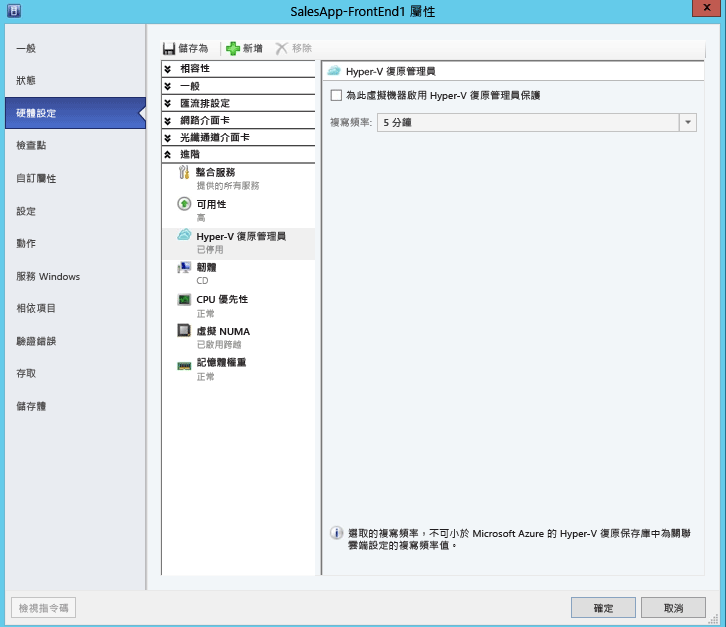 SalesApp-FrontEnd1 屬性
x
一般
狀態
硬體設定
檢查點
自訂屬性
設定
動作
服務 Windows
相依項目
驗證錯誤
存取
儲存體
儲存為
新增
移除
相容性
一般
匯流排設定
網路介面卡
光纖通道介面卡
進階
整合服務
提供的所有服務
可用性
高
Hyper-V 復原管理員
已停用
韌體
CD
CPU 優先性
正常
虛擬 NUMA
已啟用跨越
記憶體權重
正常
Hyper-V 復原管理員
為此虛擬機器啟用 Hyper-V 復原管理員保護
複寫頻率:
5 分鐘
選取的複寫頻率，不可小於 Microsoft Azure 的 Hyper-V 復原保存庫中為關聯
雲端設定的複寫頻率值。
檢視指令碼
確定
取消